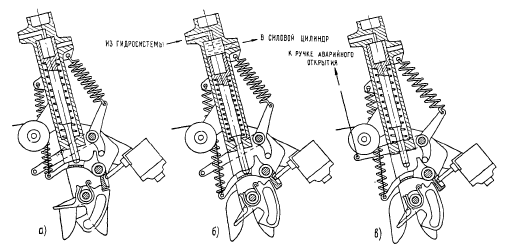 ИЗ ГИДРОСИСТЕМЫ
В СИЛОВОЙ ЦИЛИНДР
К РУЧКЕ АВАРИЙНОГО
ОТКРЫТИЯ
а)
б)
в)